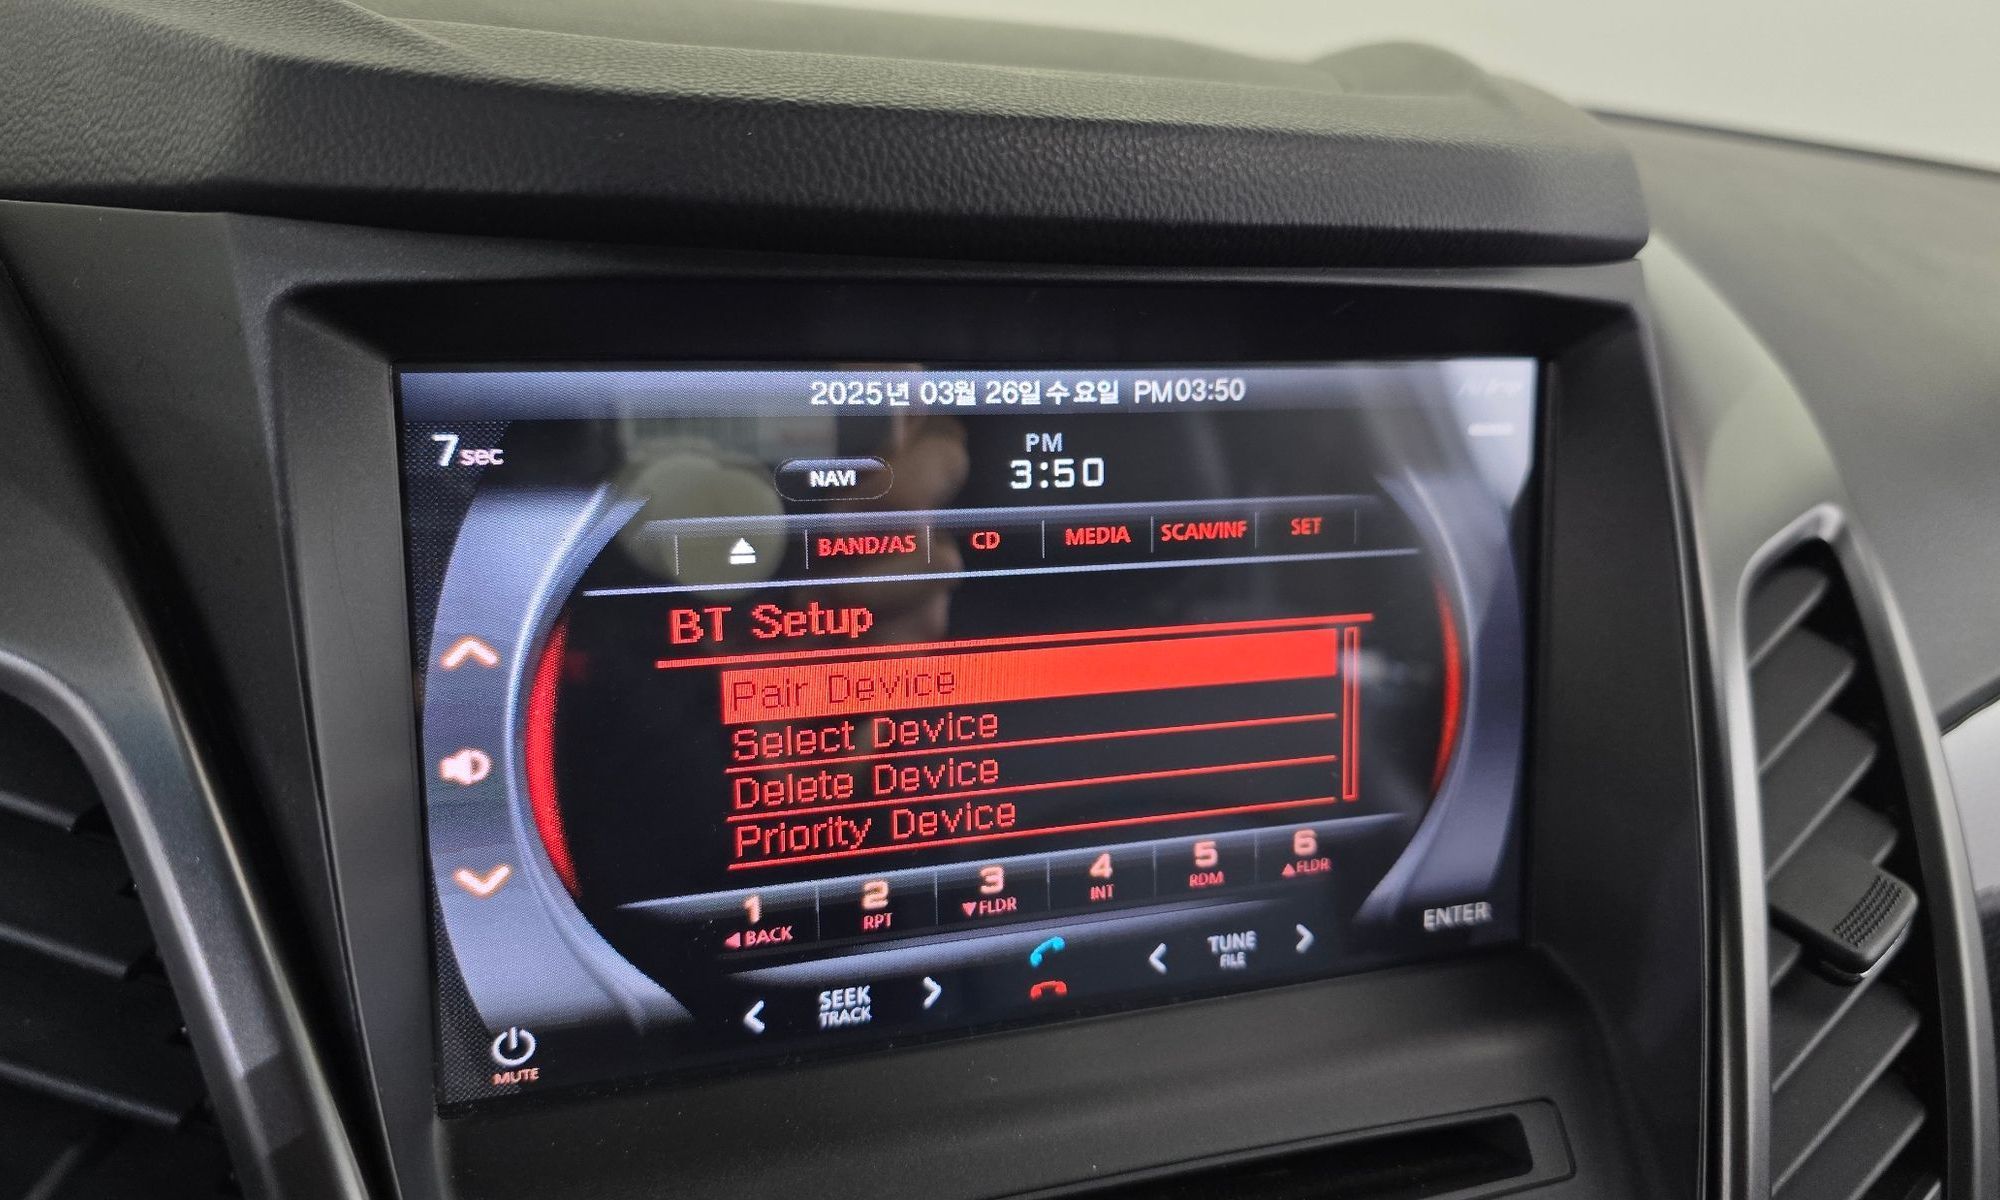 2025년 03월 26일 수요일 PM03:50
7sec
PM
NAVI
3:50
BAND/AS CD MEDIA SCAN/INF SET
BT Setup
Pair Device
Select Device
Delete Device
Priority Device
1 2 3 4 5 6
◀BACK RPT ▼FLDR INT RDM ▲FLDR
ENTER
< SEEK > < TUNE >
TRACK FILE
MUTE